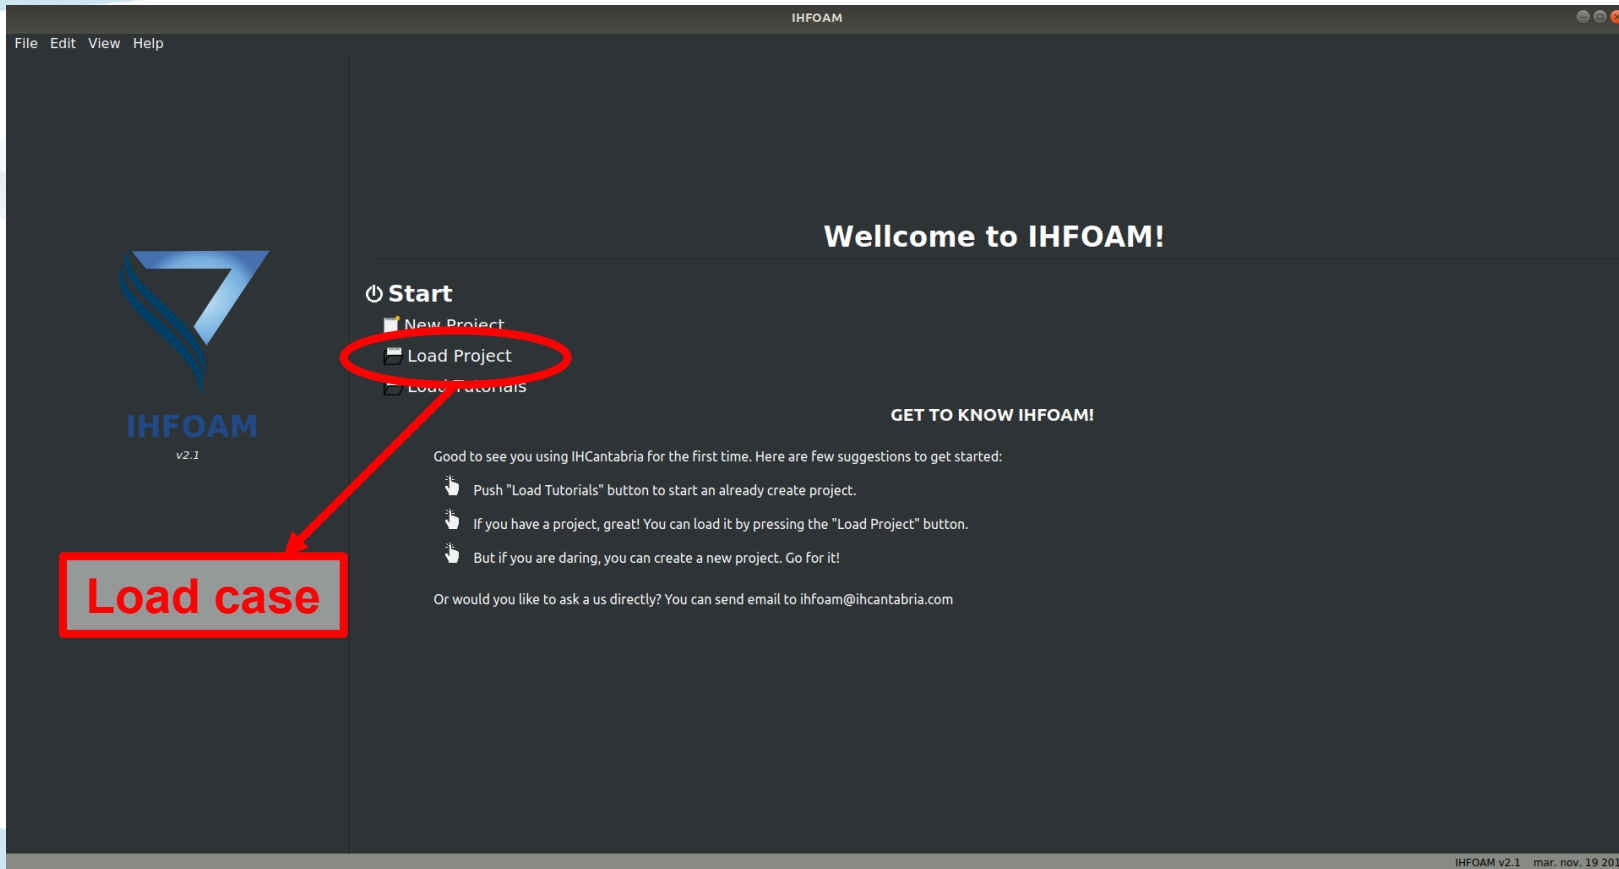 IHFOAM
File Edit View Help
Wellcome to IHFOAM!
Start
New Project
Load Project
Load Tutorials
IHFOAM
v2.1
GET TO KNOW IHFOAM!
Good to see you using IHCantabria for the first time. Here are few suggestions to get started:
Push "Load Tutorials" button to start an already create project.
If you have a project, great! You can load it by pressing the "Load Project" button.
But if you are daring, you can create a new project. Go for it!
Or would you like to ask a us directly? You can send email to ihfoam@ihcantabria.com
Load case
IHFOAM v2.1 mar. nov. 19 201